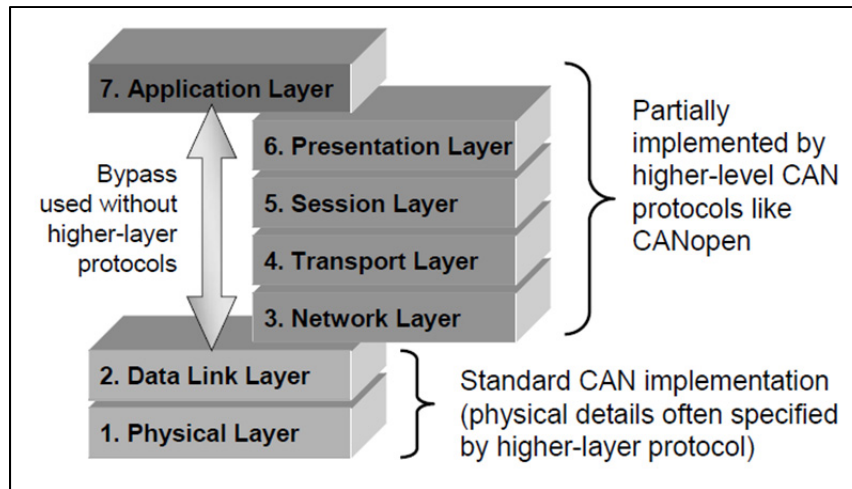 7. Application Layer
6. Presentation Layer
5. Session Layer
4. Transport Layer
3. Network Layer
2. Data Link Layer
1. Physical Layer
Bypass
used without
higher-layer
protocols
Partially
implemented by
higher-level CAN
protocols like
CANopen
Standard CAN implementation
(physical details often specified
by higher-layer protocol)